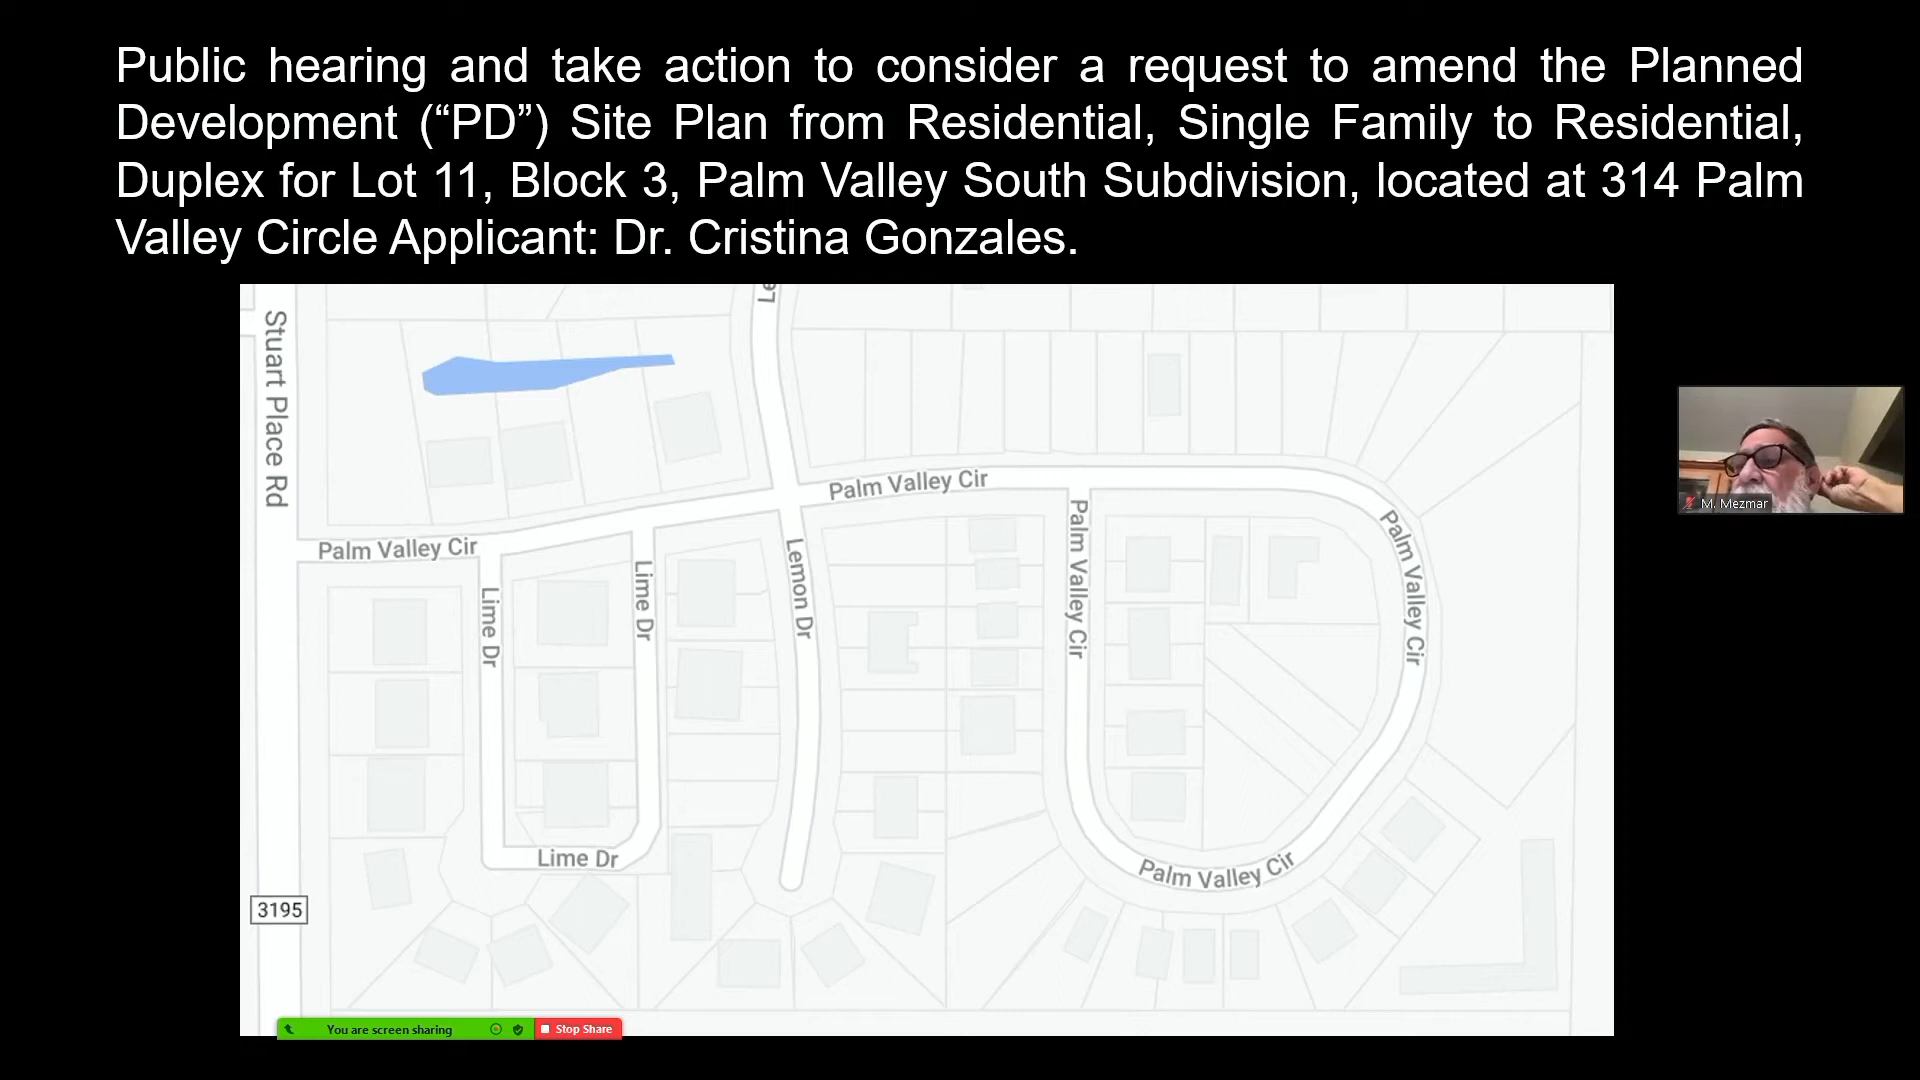 Public hearing and take action to consider a request to amend the Planned
Development (“PD”) Site Plan from Residential, Single Family to Residential,
Duplex for Lot 11, Block 3, Palm Valley South Subdivision, located at 314 Palm
Valley Circle Applicant: Dr. Cristina Gonzales.
Stuart Place Rd
Palm Valley Cir
Palm Valley Cir
Lime Dr
Lime Dr
Lemon Dr
Palm Valley Cir
Palm Valley Cir
Lime Dr
Palm Valley Cir
3195
M. Mezmar
You are screen sharing
Stop Share